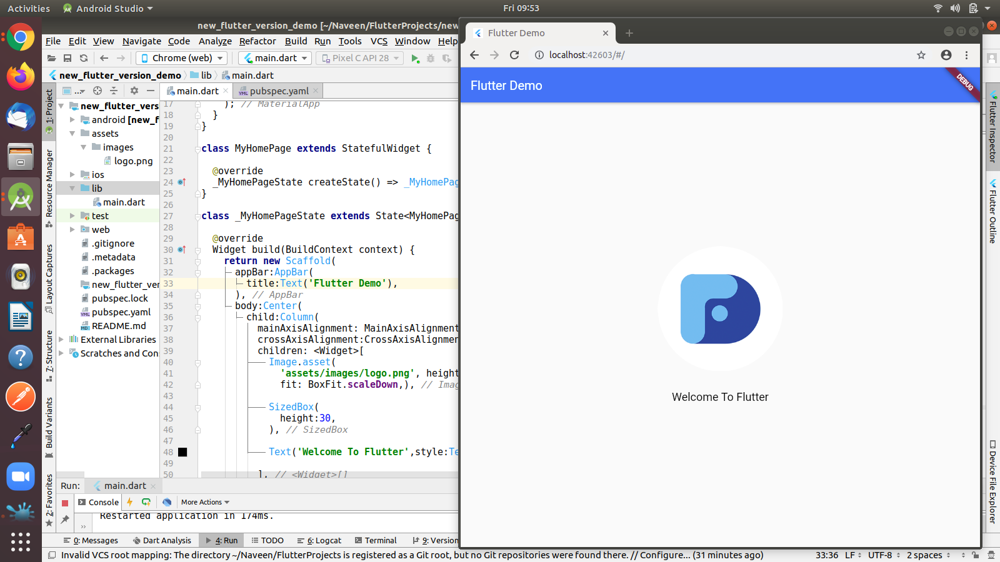 Activities
Android Studio
Fri 09:53
new_flutter_version_demo [~/Naveen/FlutterProjects/new
File Edit View Navigate Code Analyze Refactor Build Run Tools VCS Window Help
Chrome (web)
main.dart
Pixel C API 28
new_flutter_version_demo
lib
main.dart
...
main.dart
pubspec.yaml
1: Project
Resource Manager
Layout Captures
7: Structure
Build Variants
2: Favorites
new_flutter_vers
android [new_f
assets
images
logo.png
ios
lib
main.dart
test
web
.gitignore
.metadata
.packages
new_flutter_ver
pubspec.lock
pubspec.yaml
README.md
External Libraries
Scratches and Con
17 ); // MaterialApp
18 }
19 }
20
21 class MyHomePage extends StatefulWidget {
22
23 @override
24 _MyHomePageState createState() => _MyHomePag
25 }
26
27 class _MyHomePageState extends State<MyHomePag
28
29 @override
30 Widget build(BuildContext context) {
31 return new Scaffold(
32 appBar:AppBar(
33 title:Text('Flutter Demo'),
34 ), // AppBar
35 body:Center(
36 child:Column(
37 mainAxisAlignment: MainAxisAlignment
38 crossAxisAlignment:CrossAxisAlignmen
39 children: <Widget>[
40 Image.asset(
41 'assets/images/logo.png', height
42 fit: BoxFit.scaleDown,), // Imag
43
44 SizedBox(
45 height:30,
46 ), // SizedBox
47
48 Text('Welcome To Flutter',style:Te
49
50 ], // <Widget>[]
Run:
main.dart
Console
More Actions
Restarted application in 174ms.
0: Messages
Dart Analysis
4: Run
TODO
6: Logcat
Terminal
9: Version
Invalid VCS root mapping: The directory ~/Naveen/FlutterProjects is registered as a Git root, but no Git repositories were found there. // Configure... (31 minutes ago)
33:36
LF
UTF-8
2 spaces
Flutter Demo
localhost:42603/#/
Flutter Demo
DEBUG
Welcome To Flutter
Flutter Inspector
Flutter Outline
Device File Explorer